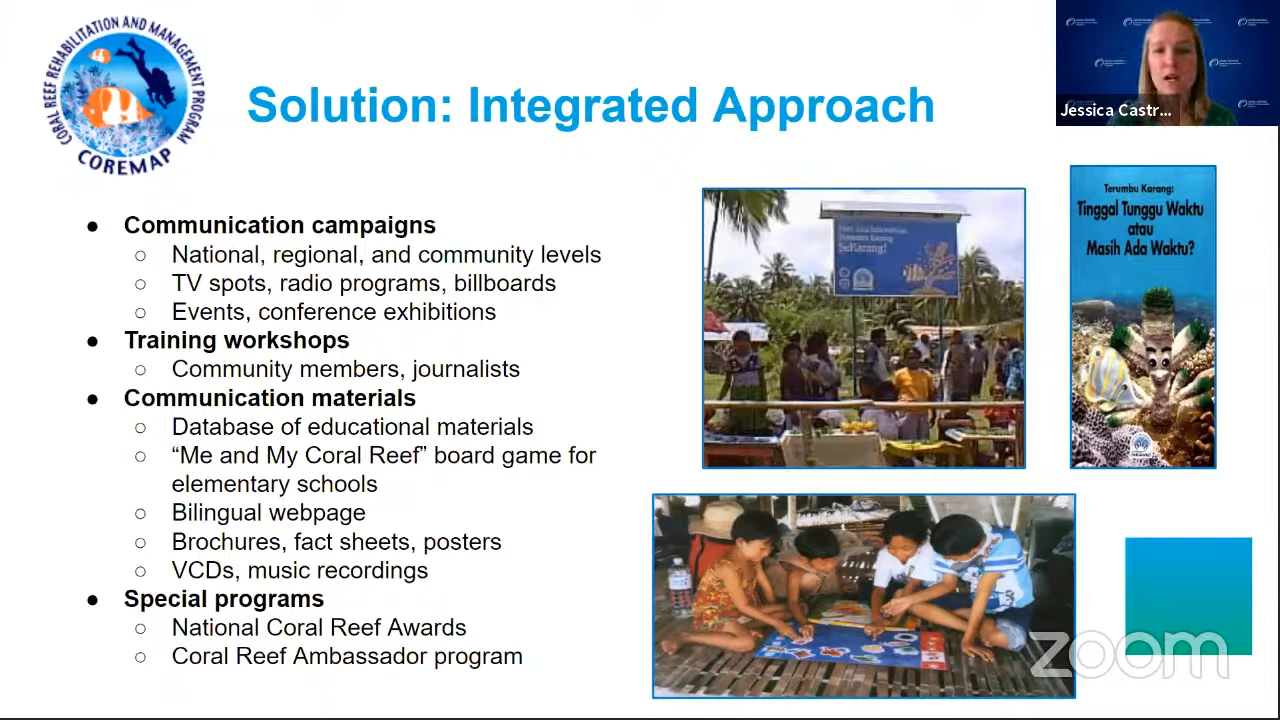 CORAL REEF REHABILITATION AND MANAGEMENT PROGRAM
COREMAP
Solution: Integrated Approach
Jessica Castr...
● Communication campaigns
○ National, regional, and community levels
○ TV spots, radio programs, billboards
○ Events, conference exhibitions
● Training workshops
○ Community members, journalists
● Communication materials
○ Database of educational materials
○ “Me and My Coral Reef” board game for
elementary schools
○ Bilingual webpage
○ Brochures, fact sheets, posters
○ VCDs, music recordings
● Special programs
○ National Coral Reef Awards
○ Coral Reef Ambassador program
SeKarang!
Terumbu Karang:
Tinggal Tunggu Waktu
atau
Masih Ada Waktu?
zoom